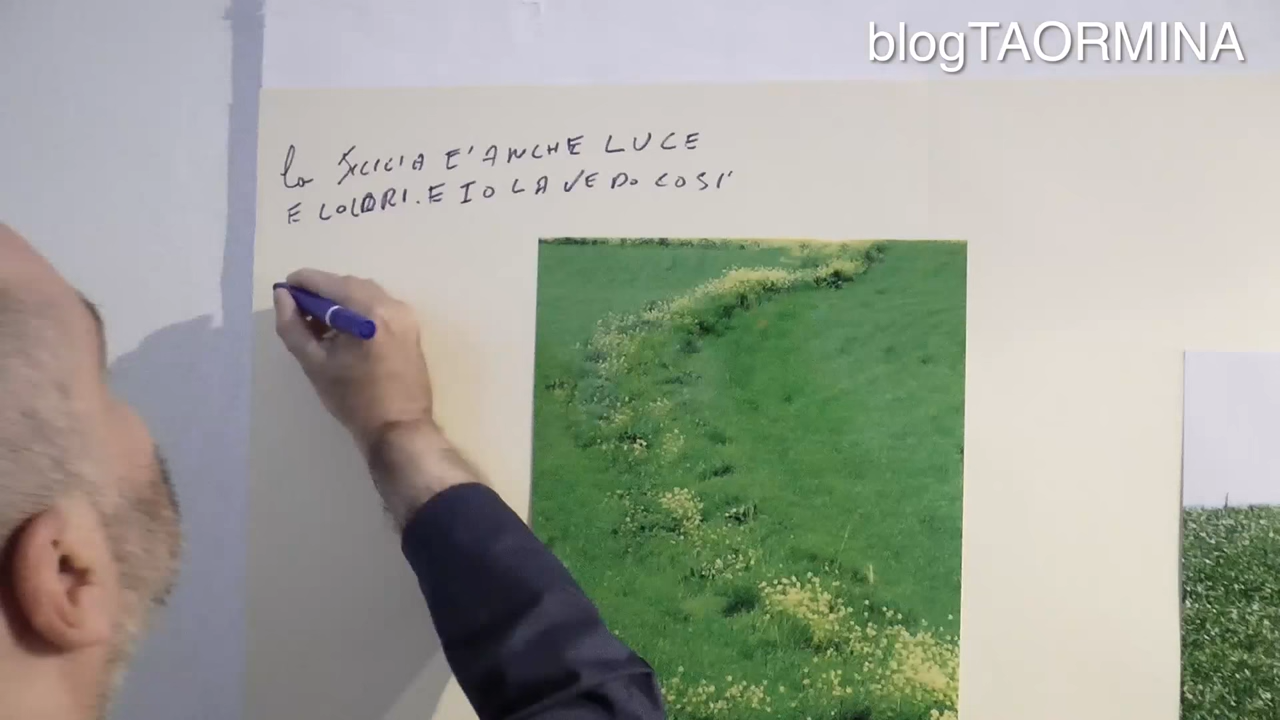 blogTAORMINA
la SICILIA E' ANCHE LUCE
E COLORI. E IO LA VEDO COSI'